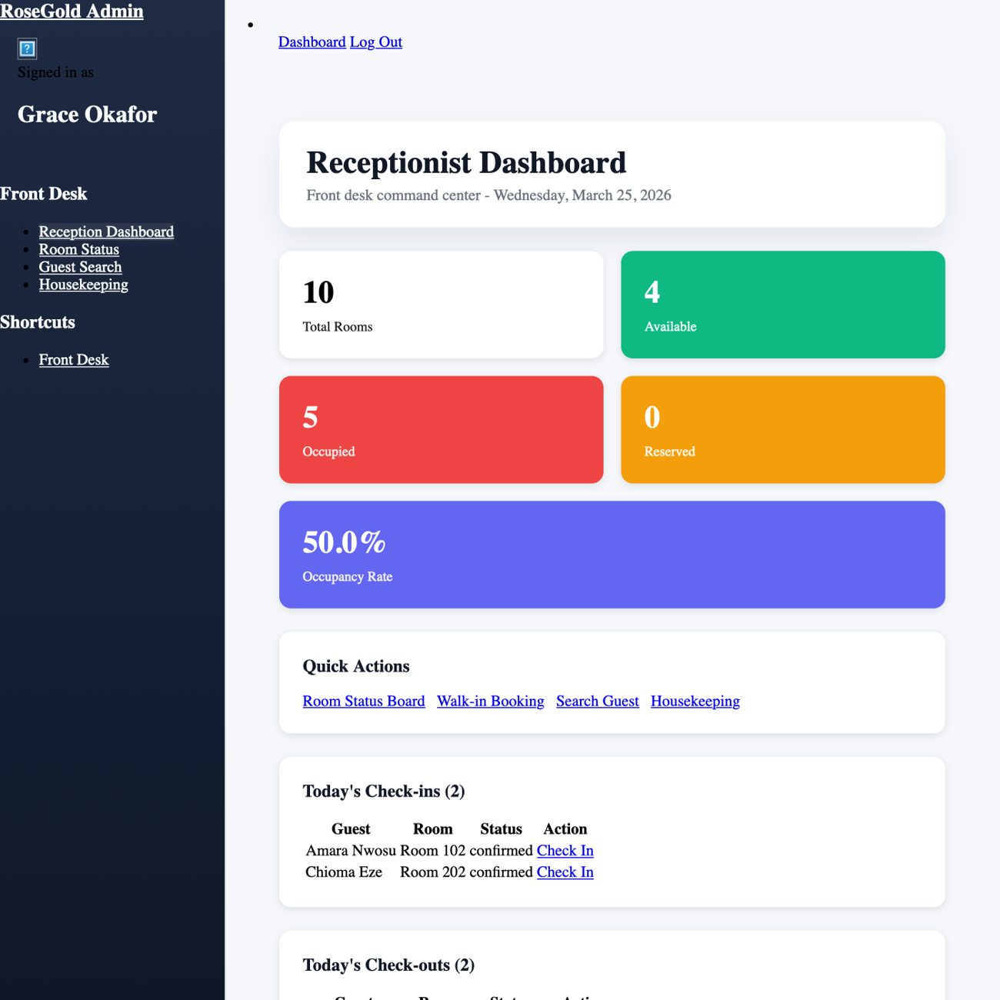 RoseGold Admin
Signed in as
Grace Okafor
Front Desk
Reception Dashboard
Room Status
Guest Search
Housekeeping
Shortcuts
Front Desk
Grace Okafor
Dashboard Log Out
Receptionist Dashboard
Front desk command center - Wednesday, March 25, 2026
10
Total Rooms
4
Available
5
Occupied
0
Reserved
50.0%
Occupancy Rate
Quick Actions
Room Status Board Walk-in Booking Search Guest Housekeeping
Today's Check-ins (2)
Guest Room Status Action
Amara Nwosu Room 102 confirmed Check In
Chioma Eze Room 202 confirmed Check In
Today's Check-outs (2)